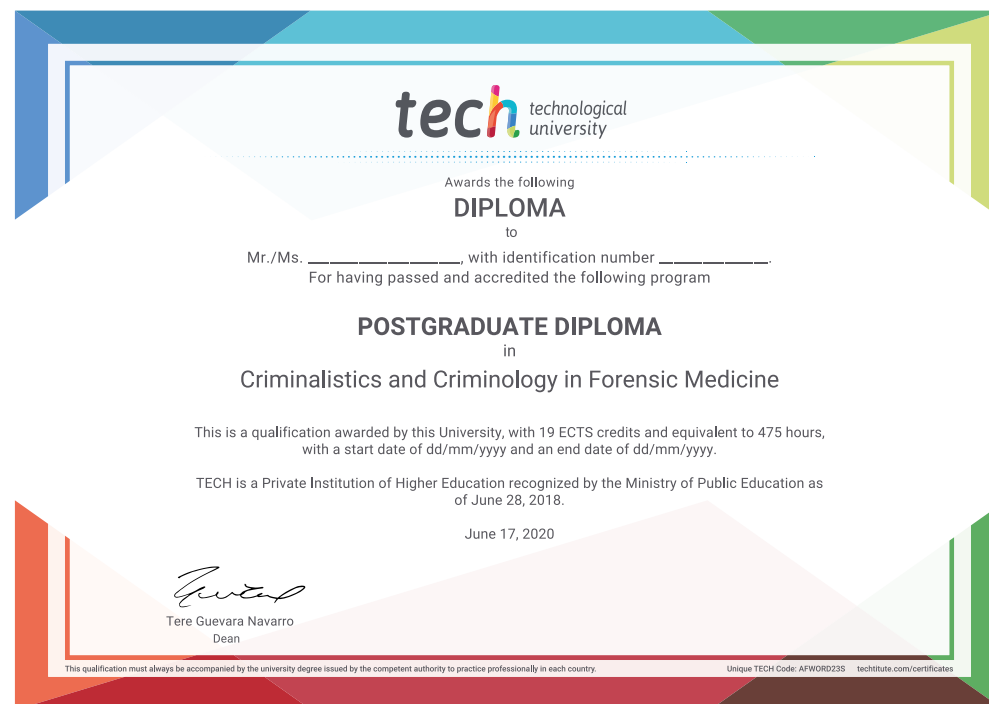 tech technological
university
Awards the following
DIPLOMA
to
Mr./Ms. ____________________, with identification number ______________.
For having passed and accredited the following program
POSTGRADUATE DIPLOMA
in
Criminalistics and Criminology in Forensic Medicine
This is a qualification awarded by this University, with 19 ECTS credits and equivalent to 475 hours,
with a start date of dd/mm/yyyy and an end date of dd/mm/yyyy.
TECH is a Private Institution of Higher Education recognized by the Ministry of Public Education as
of June 28, 2018.
June 17, 2020
Tere Guevara Navarro
Dean
This qualification must always be accompanied by the university degree issued by the competent authority to practice professionally in each country. Unique TECH Code: AFWORD23S techtitute.com/certificates